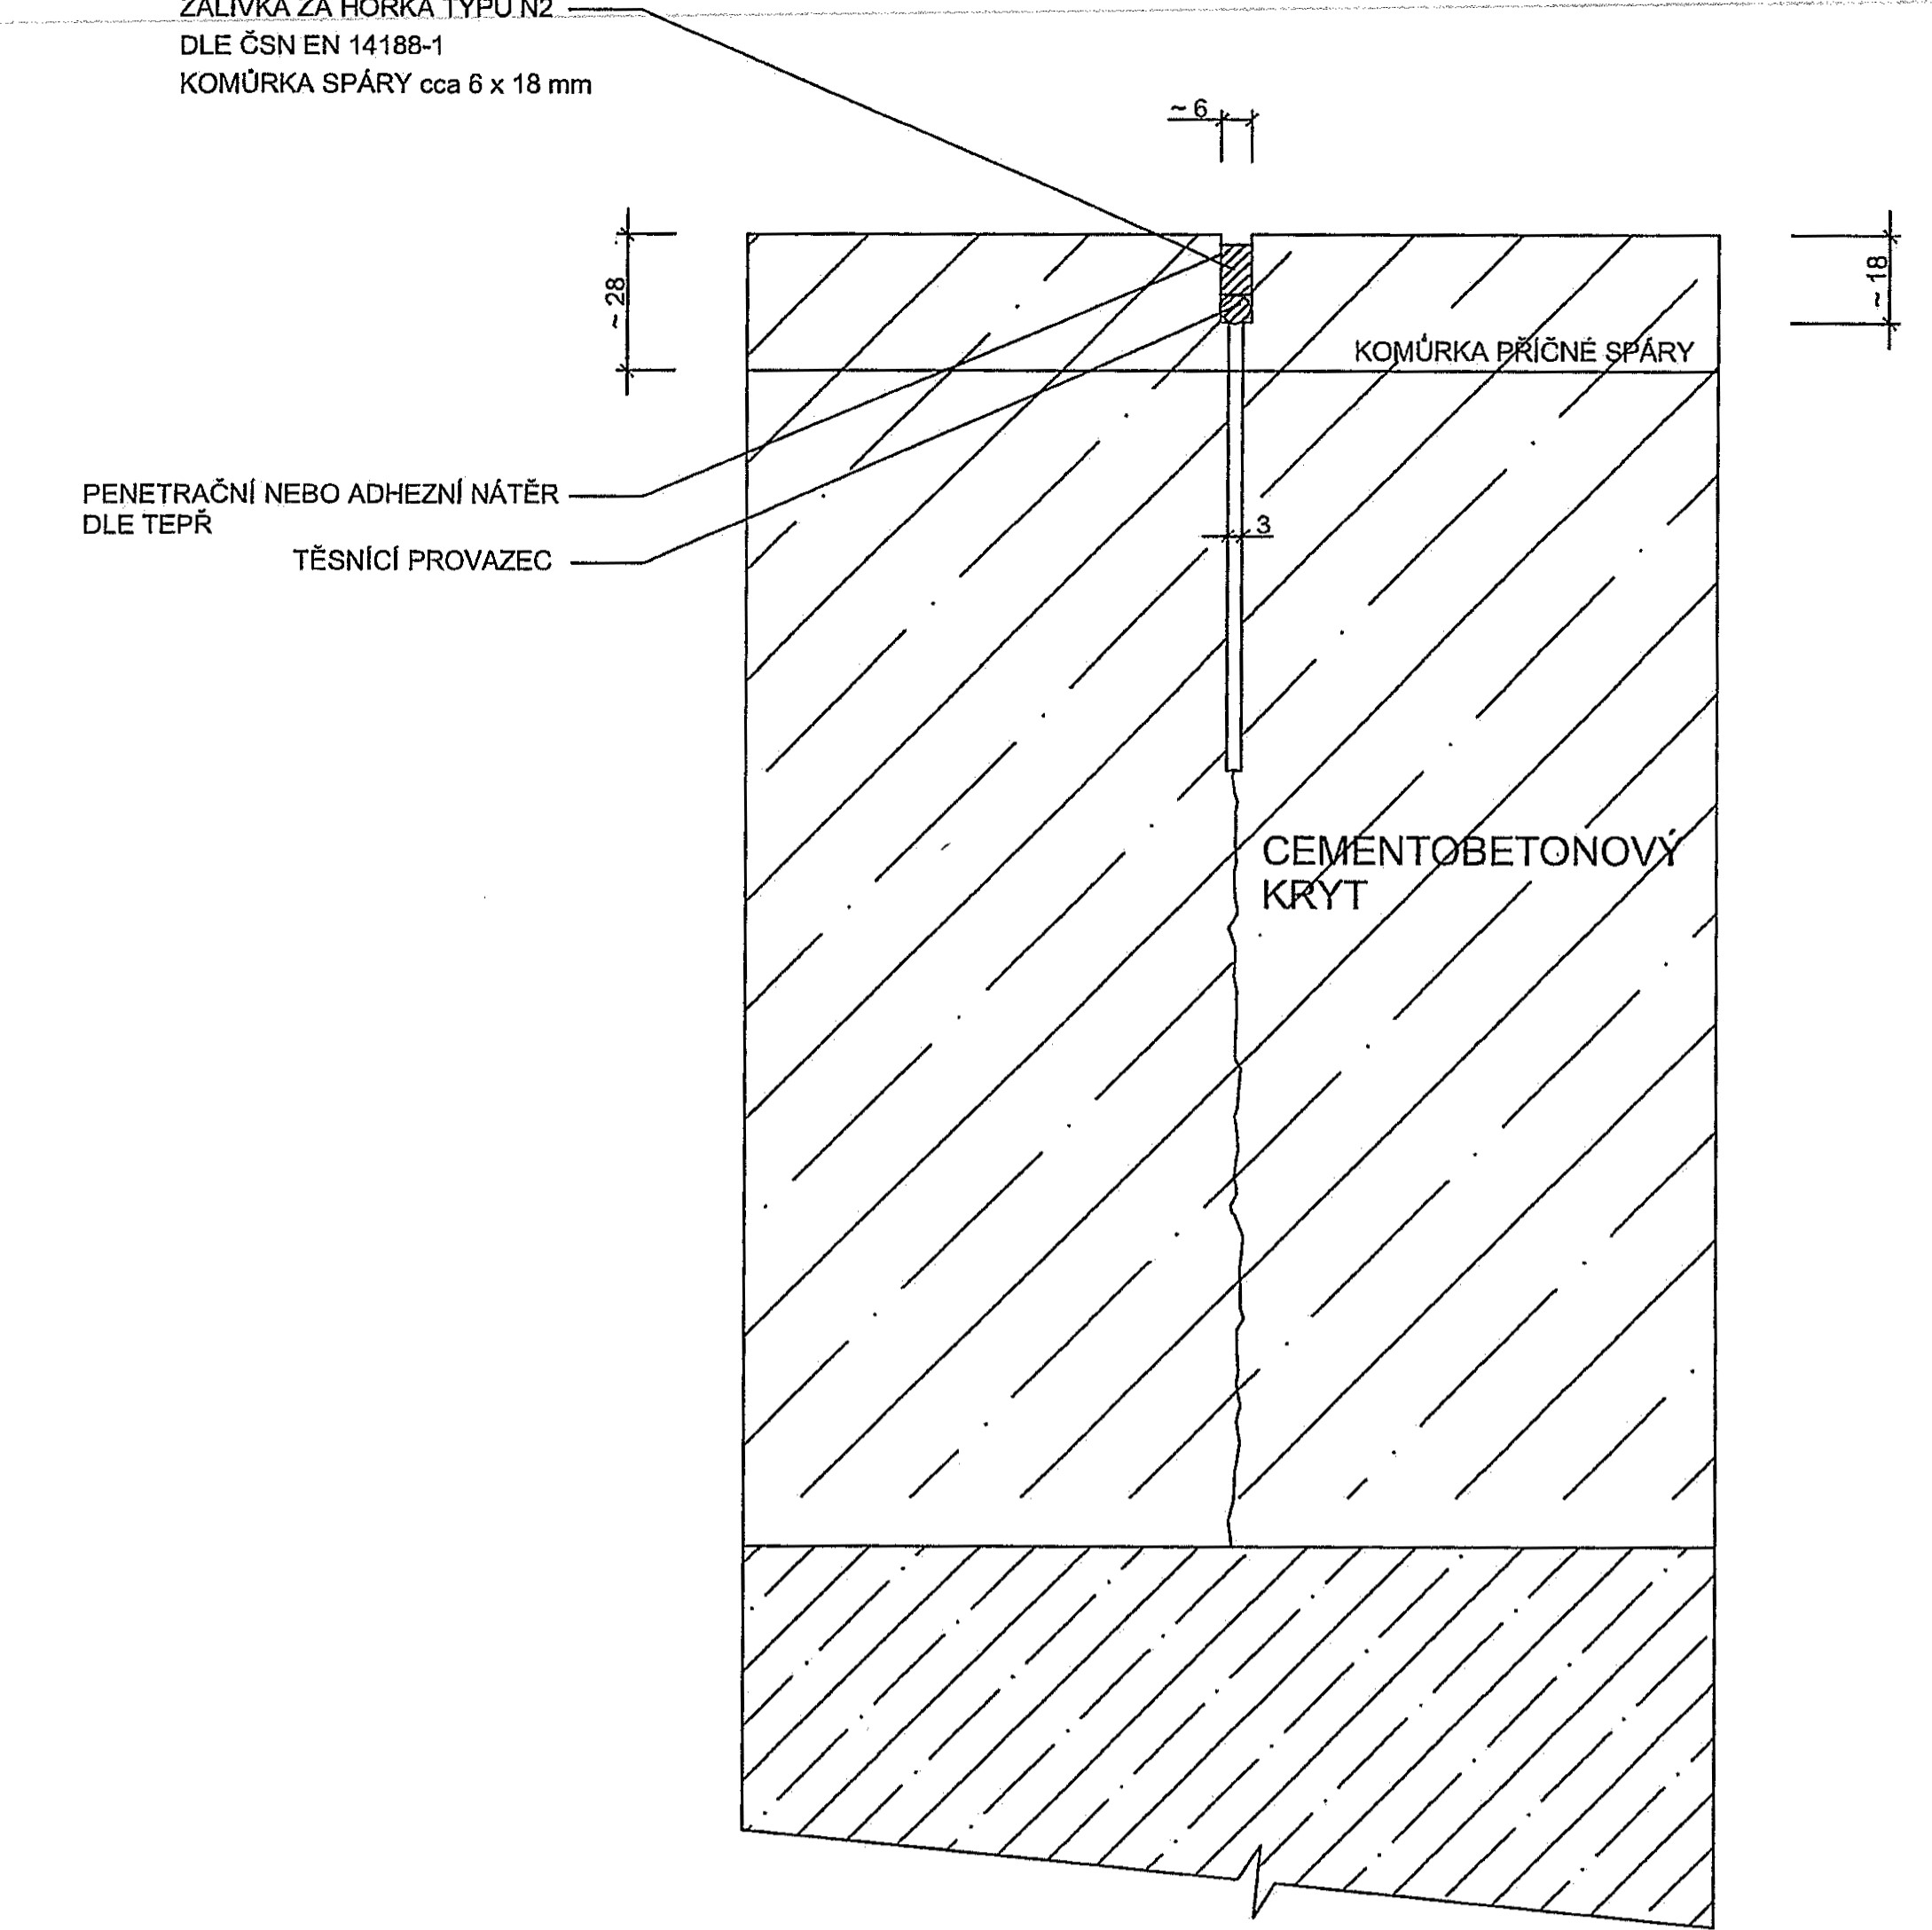 ZÁLIVKA ZA HORKA TYPU N2
DLE ČSN EN 14188-1
KOMŮRKA SPÁRY cca 6 x 18 mm
~ 6
~ 28
~ 18
KOMŮRKA PŘÍČNÉ SPÁRY
PENETRAČNÍ NEBO ADHEZNÍ NÁTĚR
DLE TEPŘ
3
TĚSNÍCÍ PROVAZEC
CEMENTOBETONOVÝ
KRYT